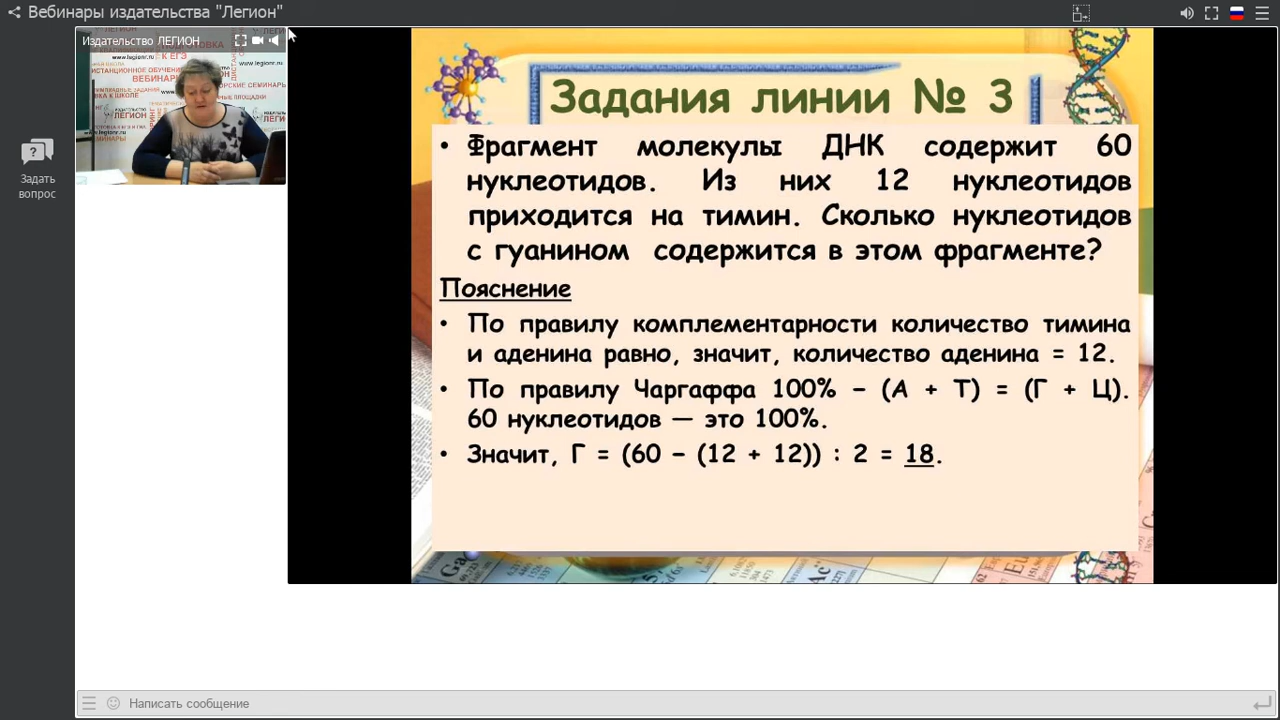 Вебинары издательства "Легион"
Издательство ЛЕГИОН
Задать
вопрос
Задания линии № 3
• Фрагмент молекулы ДНК содержит 60
нуклеотидов. Из них 12 нуклеотидов
приходится на тимин. Сколько нуклеотидов
с гуанином содержится в этом фрагменте?
Пояснение
• По правилу комплементарности количество тимина
и аденина равно, значит, количество аденина = 12.
• По правилу Чаргаффа 100% – (А + Т) = (Г + Ц).
60 нуклеотидов — это 100%.
• Значит, Г = (60 – (12 + 12)) : 2 = 18.
Написать сообщение